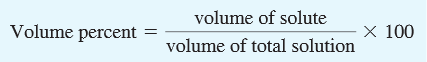 volume of solute
Volume percent = × 100
volume of total solution